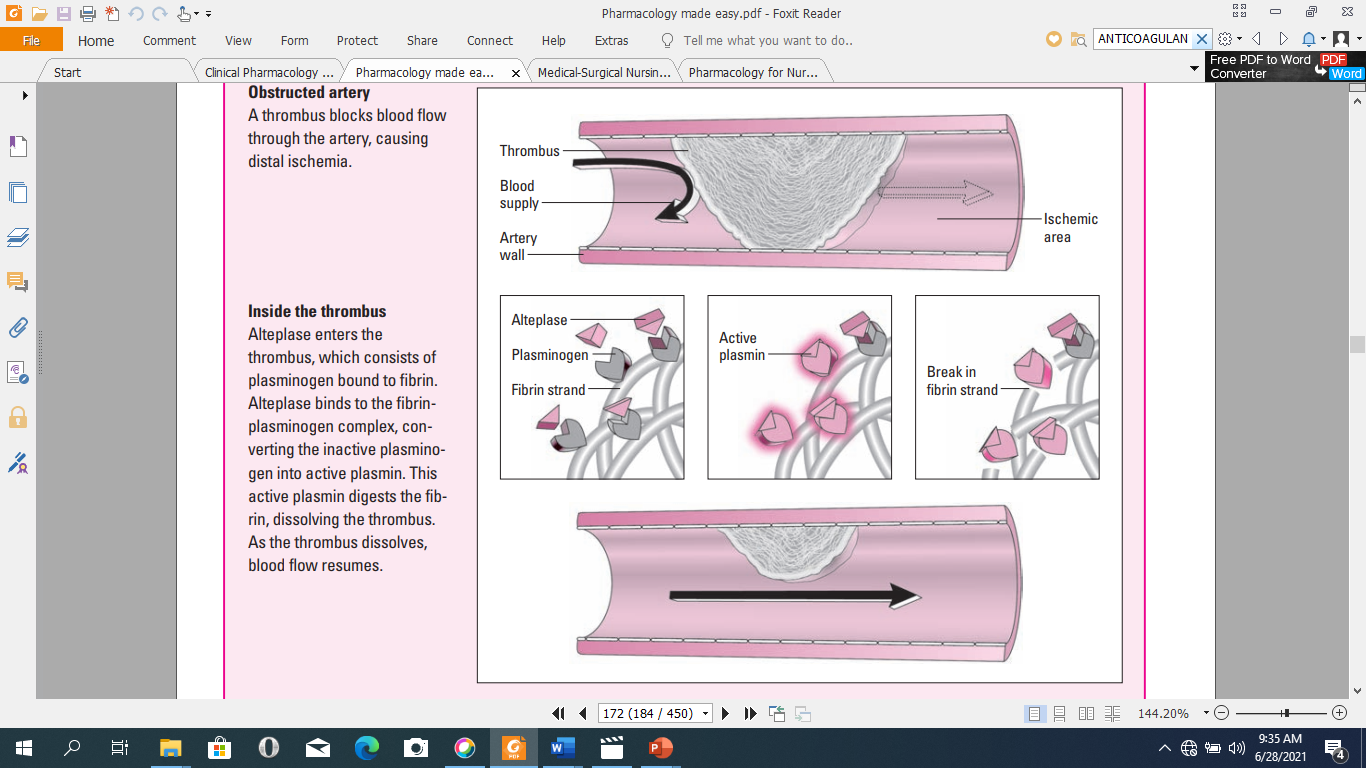 Pharmacology made easy.pdf - Foxit Reader
File
Home
Comment
View
Form
Protect
Share
Connect
Help
Extras
Tell me what you want to do..
ANTICOAGULAN
Start
Clinical Pharmacology ...
Pharmacology made ea...
Medical-Surgical Nursin...
Pharmacology for Nur...
Free PDF to Word
Converter
PDF
Word
Obstructed artery
A thrombus blocks blood flow
through the artery, causing
distal ischemia.
Thrombus
Blood
supply
Artery
wall
Ischemic
area
Inside the thrombus
Alteplase enters the
thrombus, which consists of
plasminogen bound to fibrin.
Alteplase binds to the fibrin-
plasminogen complex, con-
verting the inactive plasmino-
gen into active plasmin. This
active plasmin digests the fib-
rin, dissolving the thrombus.
As the thrombus dissolves,
blood flow resumes.
Alteplase
Plasminogen
Fibrin strand
Active
plasmin
Break in
fibrin strand
172 (184 / 450)
144.20%
9:35 AM
6/28/2021
4